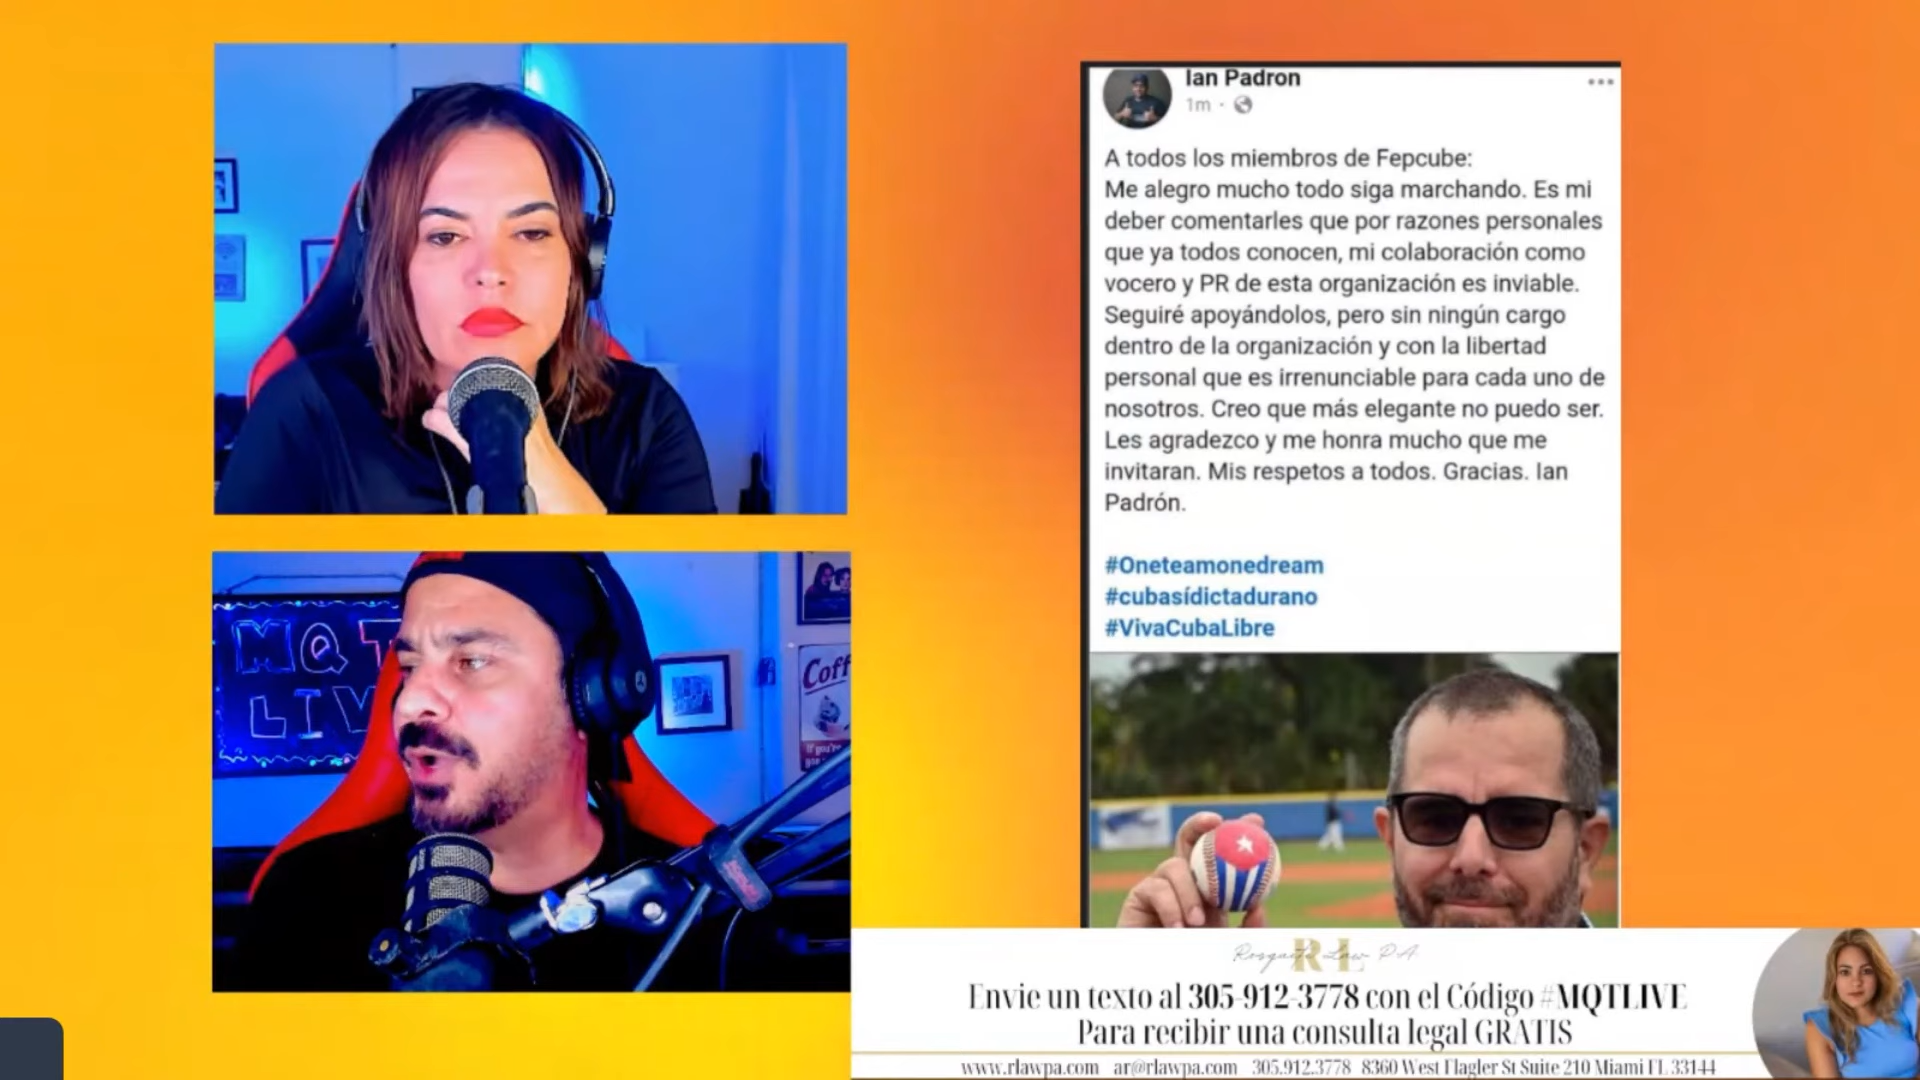 Ian Padron
1m ·
A todos los miembros de Fepcube:
Me alegro mucho todo siga marchando. Es mi
deber comentarles que por razones personales
que ya todos conocen, mi colaboración como
vocero y PR de esta organización es inviable.
Seguiré apoyándolos, pero sin ningún cargo
dentro de la organización y con la libertad
personal que es irrenunciable para cada uno de
nosotros. Creo que más elegante no puedo ser.
Les agradezco y me honra mucho que me
invitaran. Mis respetos a todos. Gracias. Ian
Padrón.
#Oneteamonedream
#cubasídictadurano
#VivaCubaLibre
MQT
LIV
Coff
If you're
RL
Law P.A
Envie un texto al 305-912-3778 con el Código #MQTLIVE
Para recibir una consulta legal GRATIS
www.rlawpa.com ar@rlawpa.com 305.912.3778 8360 West Flagler St Suite 210 Miami FL 33144